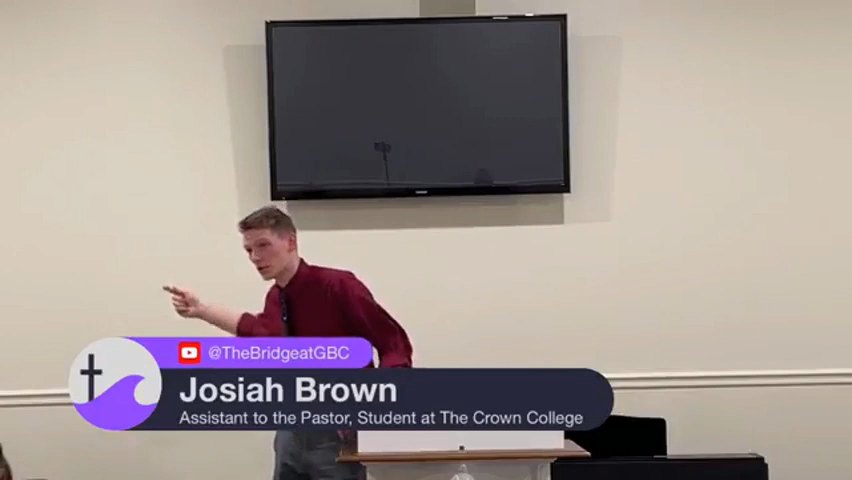 @TheBridgeatGBC
Josiah Brown
Assistant to the Pastor, Student at The Crown College